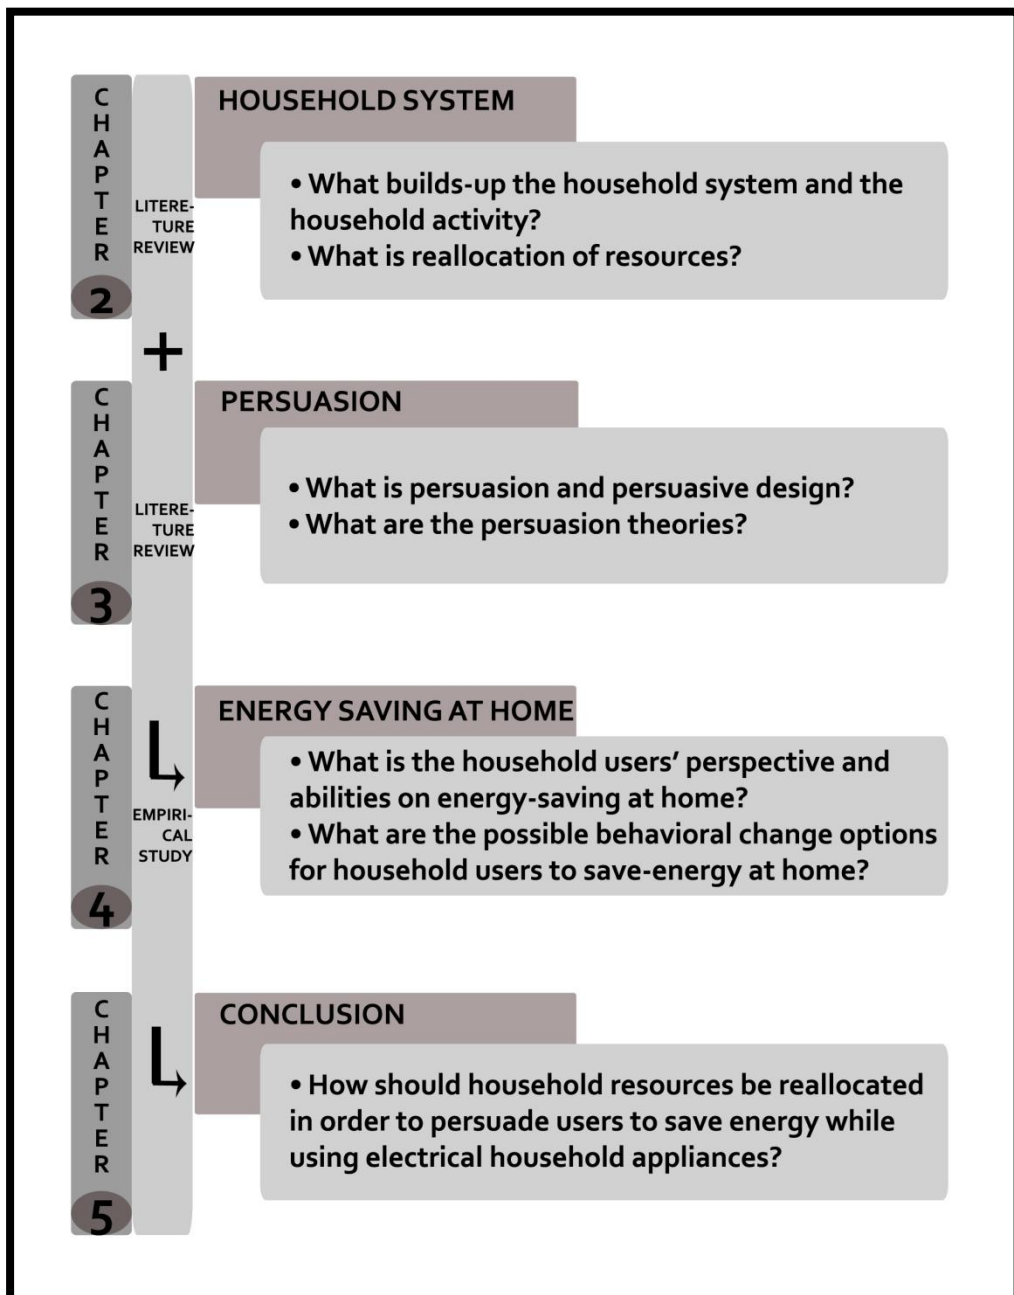 CHAPTER
2
LITERE-
TURE
REVIEW
HOUSEHOLD SYSTEM
• What builds-up the household system and the
household activity?
• What is reallocation of resources?
+
CHAPTER
3
LITERE-
TURE
REVIEW
PERSUASION
• What is persuasion and persuasive design?
• What are the persuasion theories?
CHAPTER
4
EMPIRI-
CAL
STUDY
ENERGY SAVING AT HOME
• What is the household users’ perspective and
abilities on energy-saving at home?
• What are the possible behavioral change options
for household users to save-energy at home?
CHAPTER
5
CONCLUSION
• How should household resources be reallocated
in order to persuade users to save energy while
using electrical household appliances?